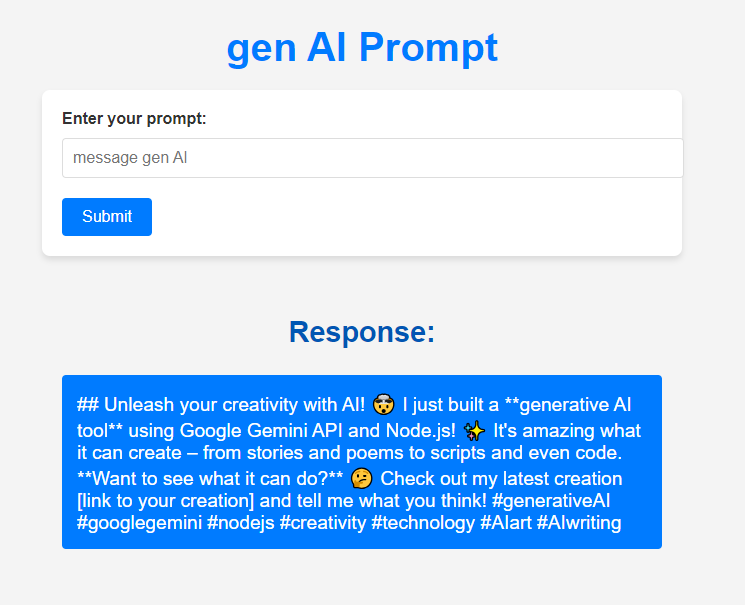 gen AI Prompt
Enter your prompt:
message gen AI
Submit
Response:
## Unleash your creativity with AI! 🤯 I just built a **generative AI
tool** using Google Gemini API and Node.js! ✨ It's amazing what
it can create – from stories and poems to scripts and even code.
**Want to see what it can do?** 🤔 Check out my latest creation
[link to your creation] and tell me what you think! #generativeAI
#googlegemini #nodejs #creativity #technology #AIart #AIwriting